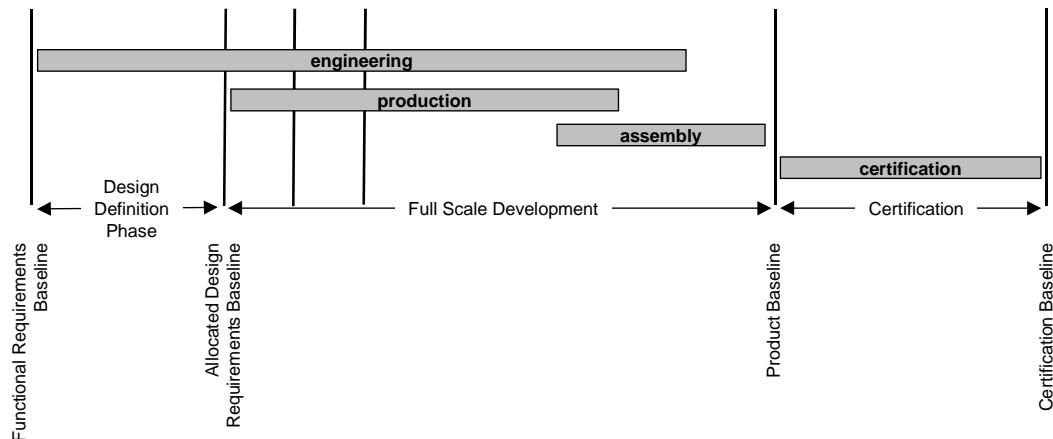 engineering
production
assembly
certification
Design
Definition
Phase
Full Scale Development
Certification
Functional Requirements
Baseline
Allocated Design
Requirements Baseline
Product Baseline
Certification Baseline